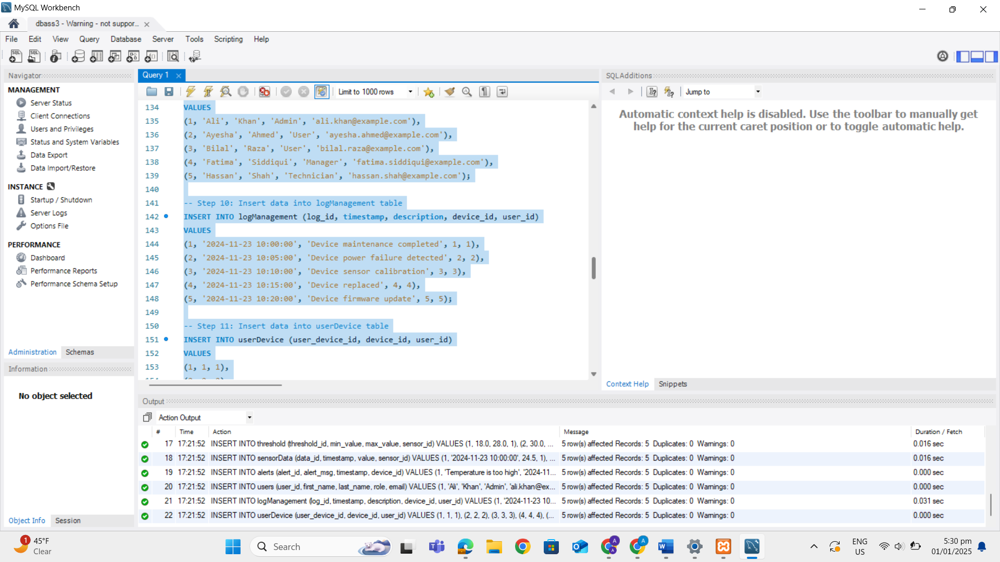 MySQL Workbench
dbass3 - Warning - not suppor...
File Edit View Query Database Server Tools Scripting Help
Navigator
MANAGEMENT
Server Status
Client Connections
Users and Privileges
Status and System Variables
Data Export
Data Import/Restore
INSTANCE
Startup / Shutdown
Server Logs
Options File
PERFORMANCE
Dashboard
Performance Reports
Performance Schema Setup
Administration Schemas
Information
No object selected
Object Info Session
Query 1
Limit to 1000 rows
134 VALUES
135 (1, 'Ali', 'Khan', 'Admin', 'ali.khan@example.com'),
136 (2, 'Ayesha', 'Ahmed', 'User', 'ayesha.ahmed@example.com'),
137 (3, 'Bilal', 'Raza', 'User', 'bilal.raza@example.com'),
138 (4, 'Fatima', 'Siddiqui', 'Manager', 'fatima.siddiqui@example.com'),
139 (5, 'Hassan', 'Shah', 'Technician', 'hassan.shah@example.com');
140
141 -- Step 10: Insert data into logManagement table
142 INSERT INTO logManagement (log_id, timestamp, description, device_id, user_id)
143 VALUES
144 (1, '2024-11-23 10:00:00', 'Device maintenance completed', 1, 1),
145 (2, '2024-11-23 10:05:00', 'Device power failure detected', 2, 2),
146 (3, '2024-11-23 10:10:00', 'Device sensor calibration', 3, 3),
147 (4, '2024-11-23 10:15:00', 'Device replaced', 4, 4),
148 (5, '2024-11-23 10:20:00', 'Device firmware update', 5, 5);
149
150 -- Step 11: Insert data into userDevice table
151 INSERT INTO userDevice (user_device_id, device_id, user_id)
152 VALUES
153 (1, 1, 1),
SQLAdditions
Jump to
Automatic context help is disabled. Use the toolbar to manually get
help for the current caret position or to toggle automatic help.
Context Help Snippets
Output
Action Output
# Time Action Message Duration / Fetch
17 17:21:52 INSERT INTO threshold (threshold_id, min_value, max_value, sensor_id) VALUES (1, 18.0, 28.0, 1), (2, 30.0, ... 5 row(s) affected Records: 5 Duplicates: 0 Warnings: 0 0.016 sec
18 17:21:52 INSERT INTO sensorData (data_id, timestamp, value, sensor_id) VALUES (1, '2024-11-23 10:00:00', 24.5, 1), ... 5 row(s) affected Records: 5 Duplicates: 0 Warnings: 0 0.016 sec
19 17:21:52 INSERT INTO alerts (alert_id, alert_msg, timestamp, device_id) VALUES (1, 'Temperature is too high', '2024-11... 5 row(s) affected Records: 5 Duplicates: 0 Warnings: 0 0.000 sec
20 17:21:52 INSERT INTO users (user_id, first_name, last_name, role, email) VALUES (1, 'Ali', 'Khan', 'Admin', 'ali.khan@ex... 5 row(s) affected Records: 5 Duplicates: 0 Warnings: 0 0.000 sec
21 17:21:52 INSERT INTO logManagement (log_id, timestamp, description, device_id, user_id) VALUES (1, '2024-11-23 10... 5 row(s) affected Records: 5 Duplicates: 0 Warnings: 0 0.031 sec
22 17:21:52 INSERT INTO userDevice (user_device_id, device_id, user_id) VALUES (1, 1, 1), (2, 2, 2), (3, 3, 3), (4, 4, 4), (... 5 row(s) affected Records: 5 Duplicates: 0 Warnings: 0 0.000 sec
1
45°F
Clear
Search
ENG
US
5:30 pm
01/01/2025